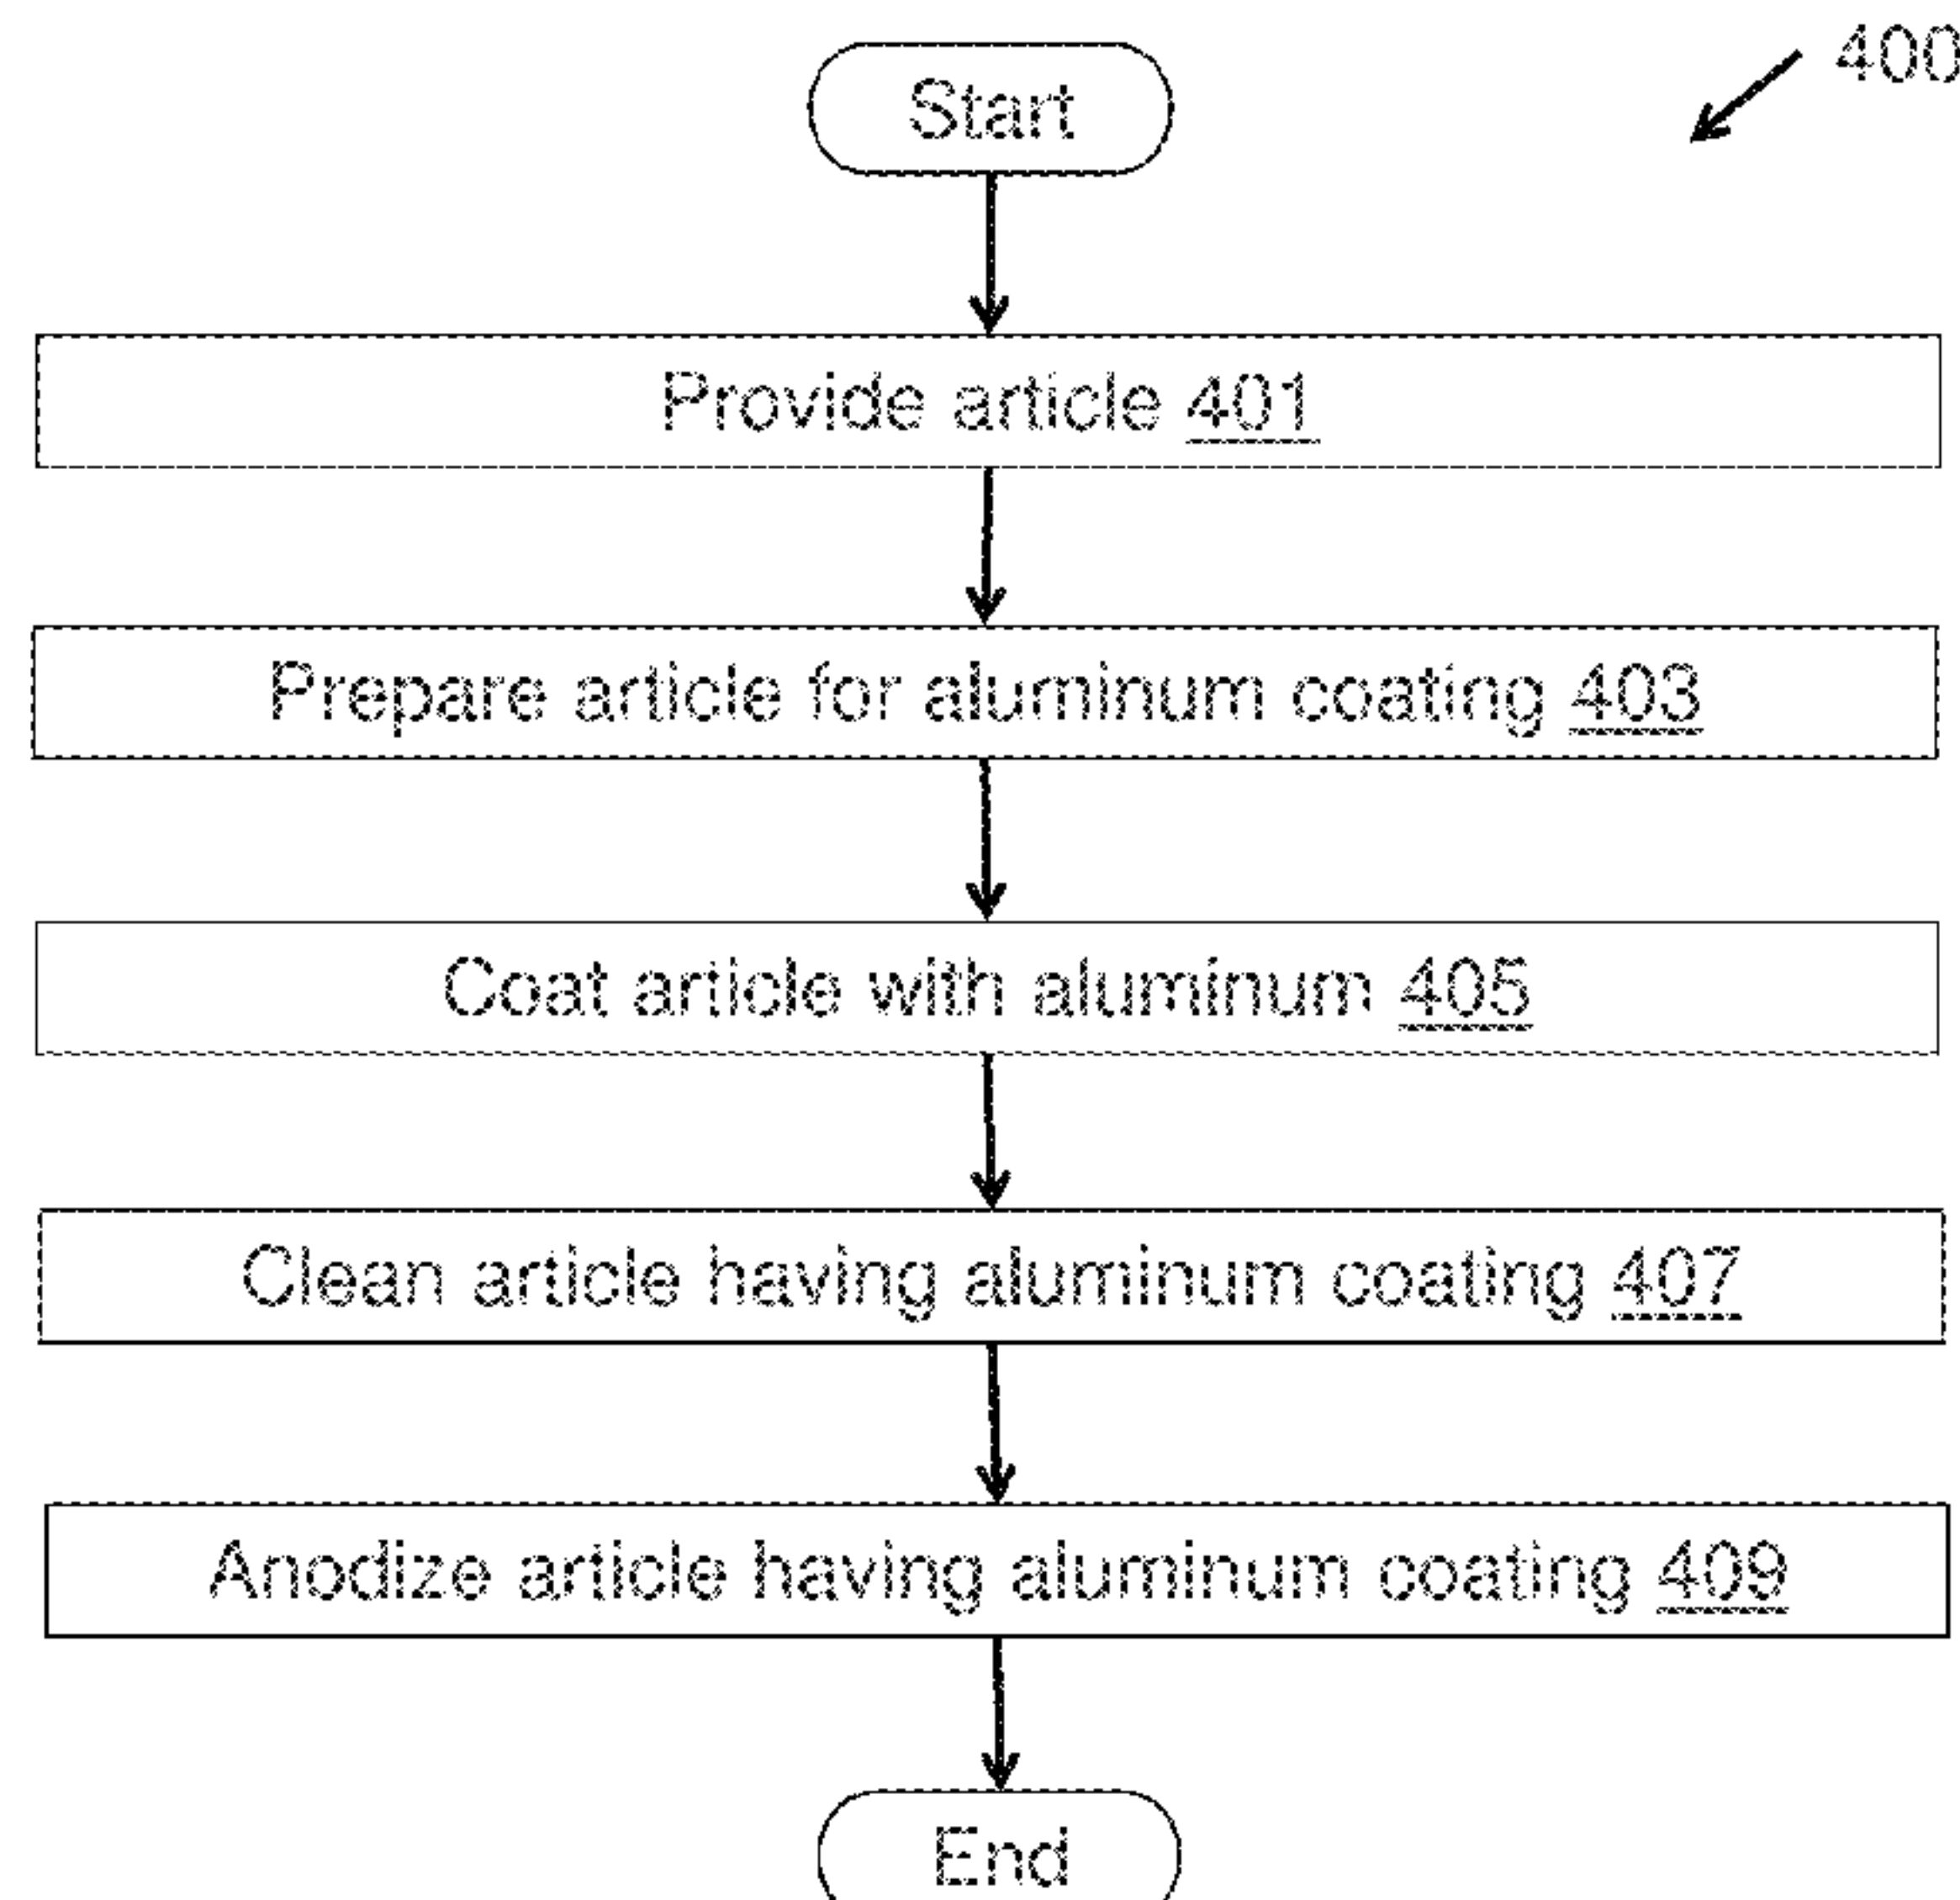 400
Start
Provide article 401
Prepare article for aluminum coating 403
Coat article with aluminum 405
Clean article having aluminum coating 407
Anodize article having aluminum coating 409
End